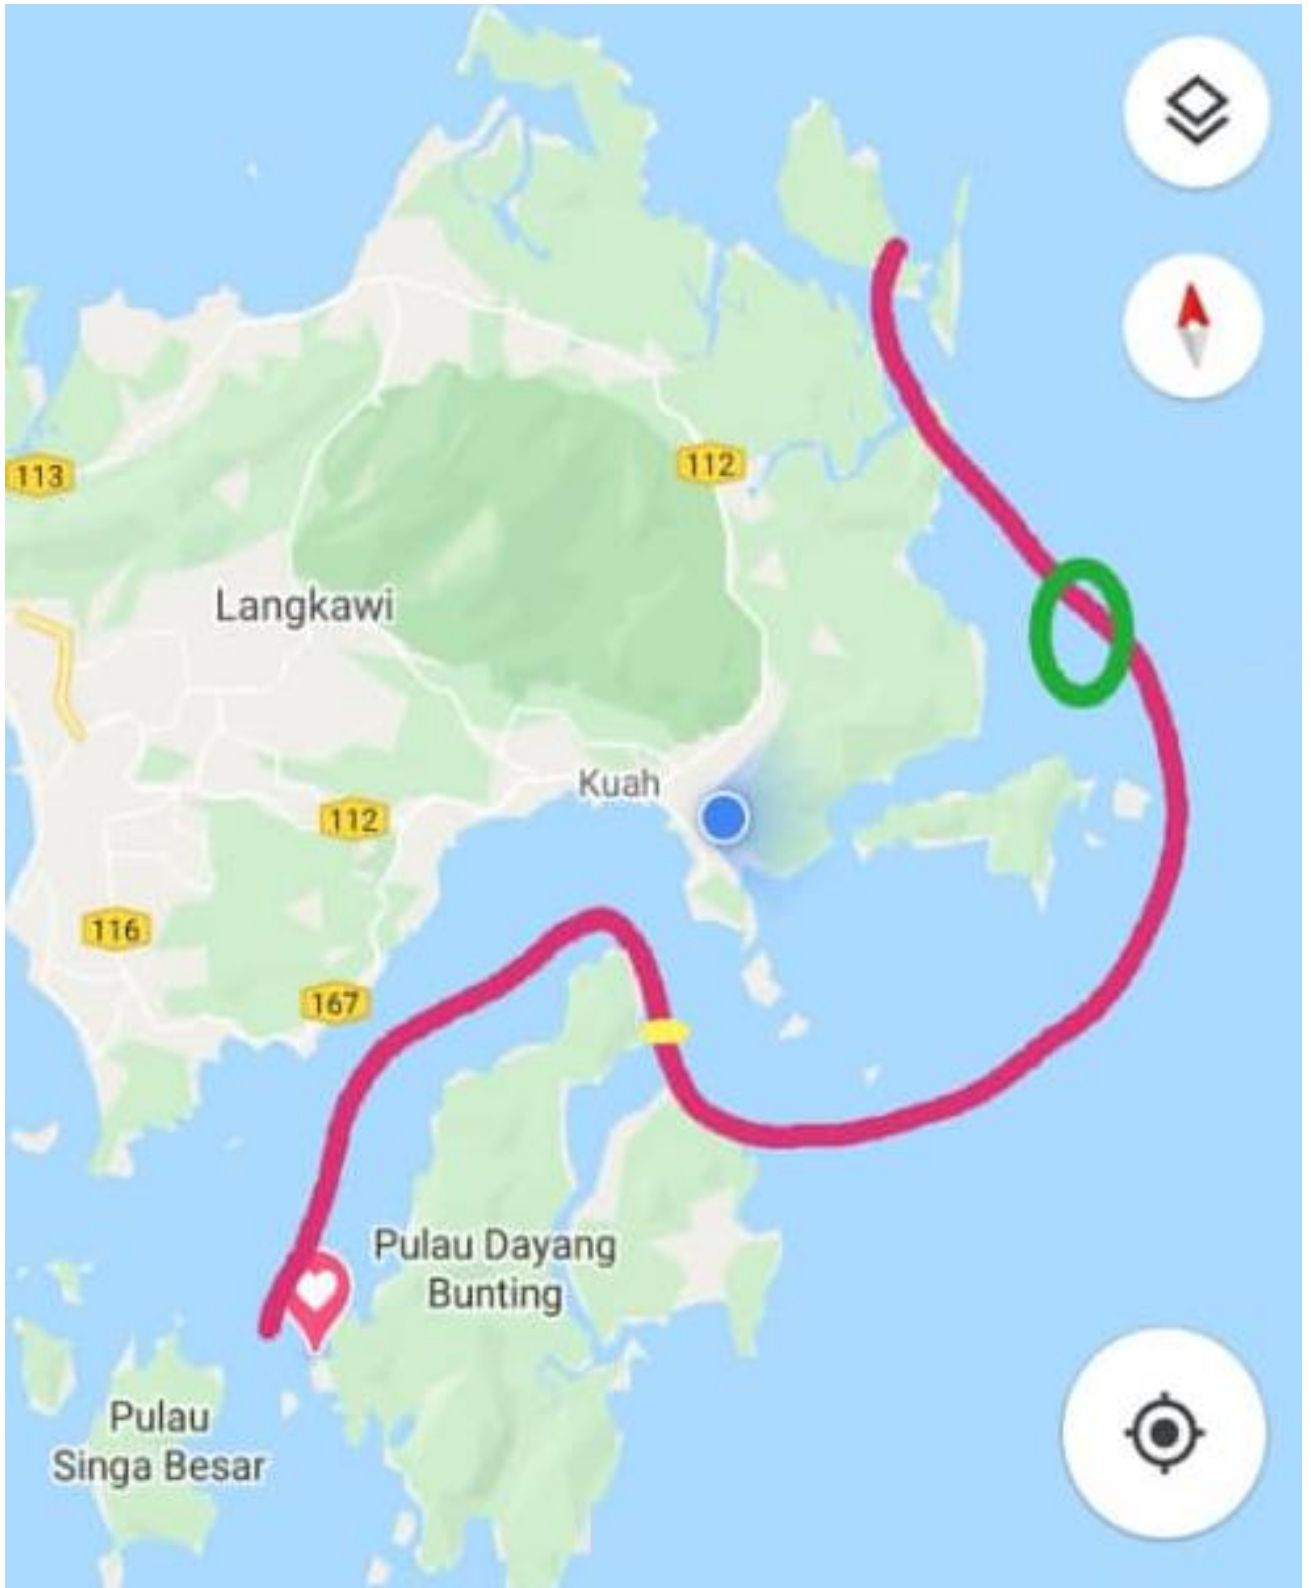 112
113
Langkawi
Kuah
112
116
167
Pulau Dayang
Bunting
Pulau
Singa Besar